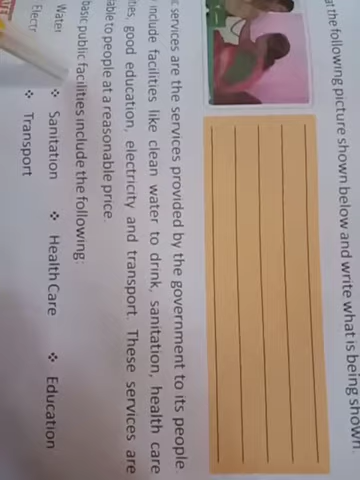 at the following picture shown below and write what is being shown.
services are the services provided by the government to its people.
include facilities like clean water to drink, sanitation, health care
good education, electricity and transport. These services are
to people at a reasonable price.
basic public facilities include the following:
Water ❖ Sanitation ❖ Health Care ❖ Education
Electr ❖ Transport